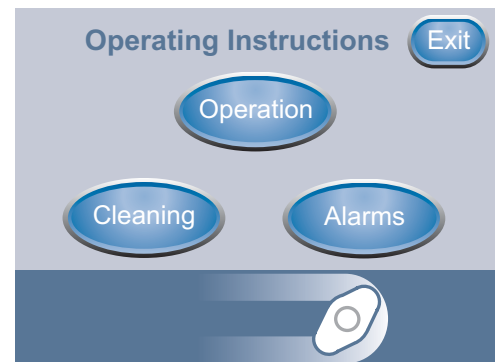 Operating Instructions
Exit
Operation
Cleaning
Alarms